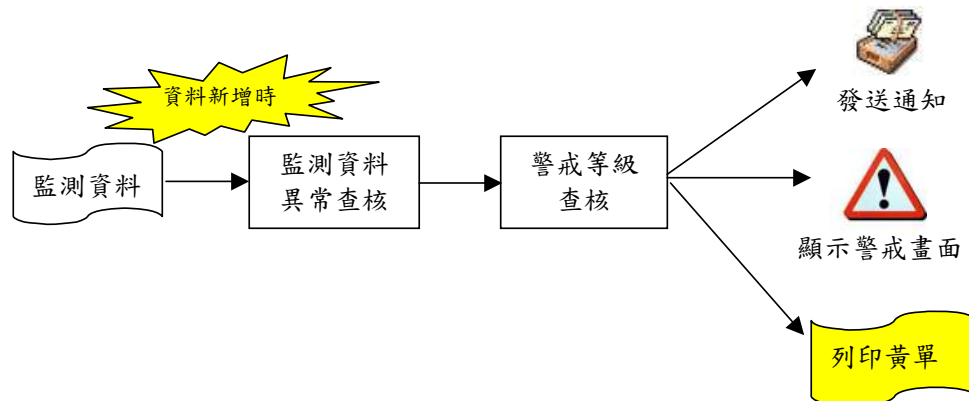 資料新增時
監測資料
監測資料
異常查核
警戒等級
查核
發送通知
顯示警戒畫面
列印黃單